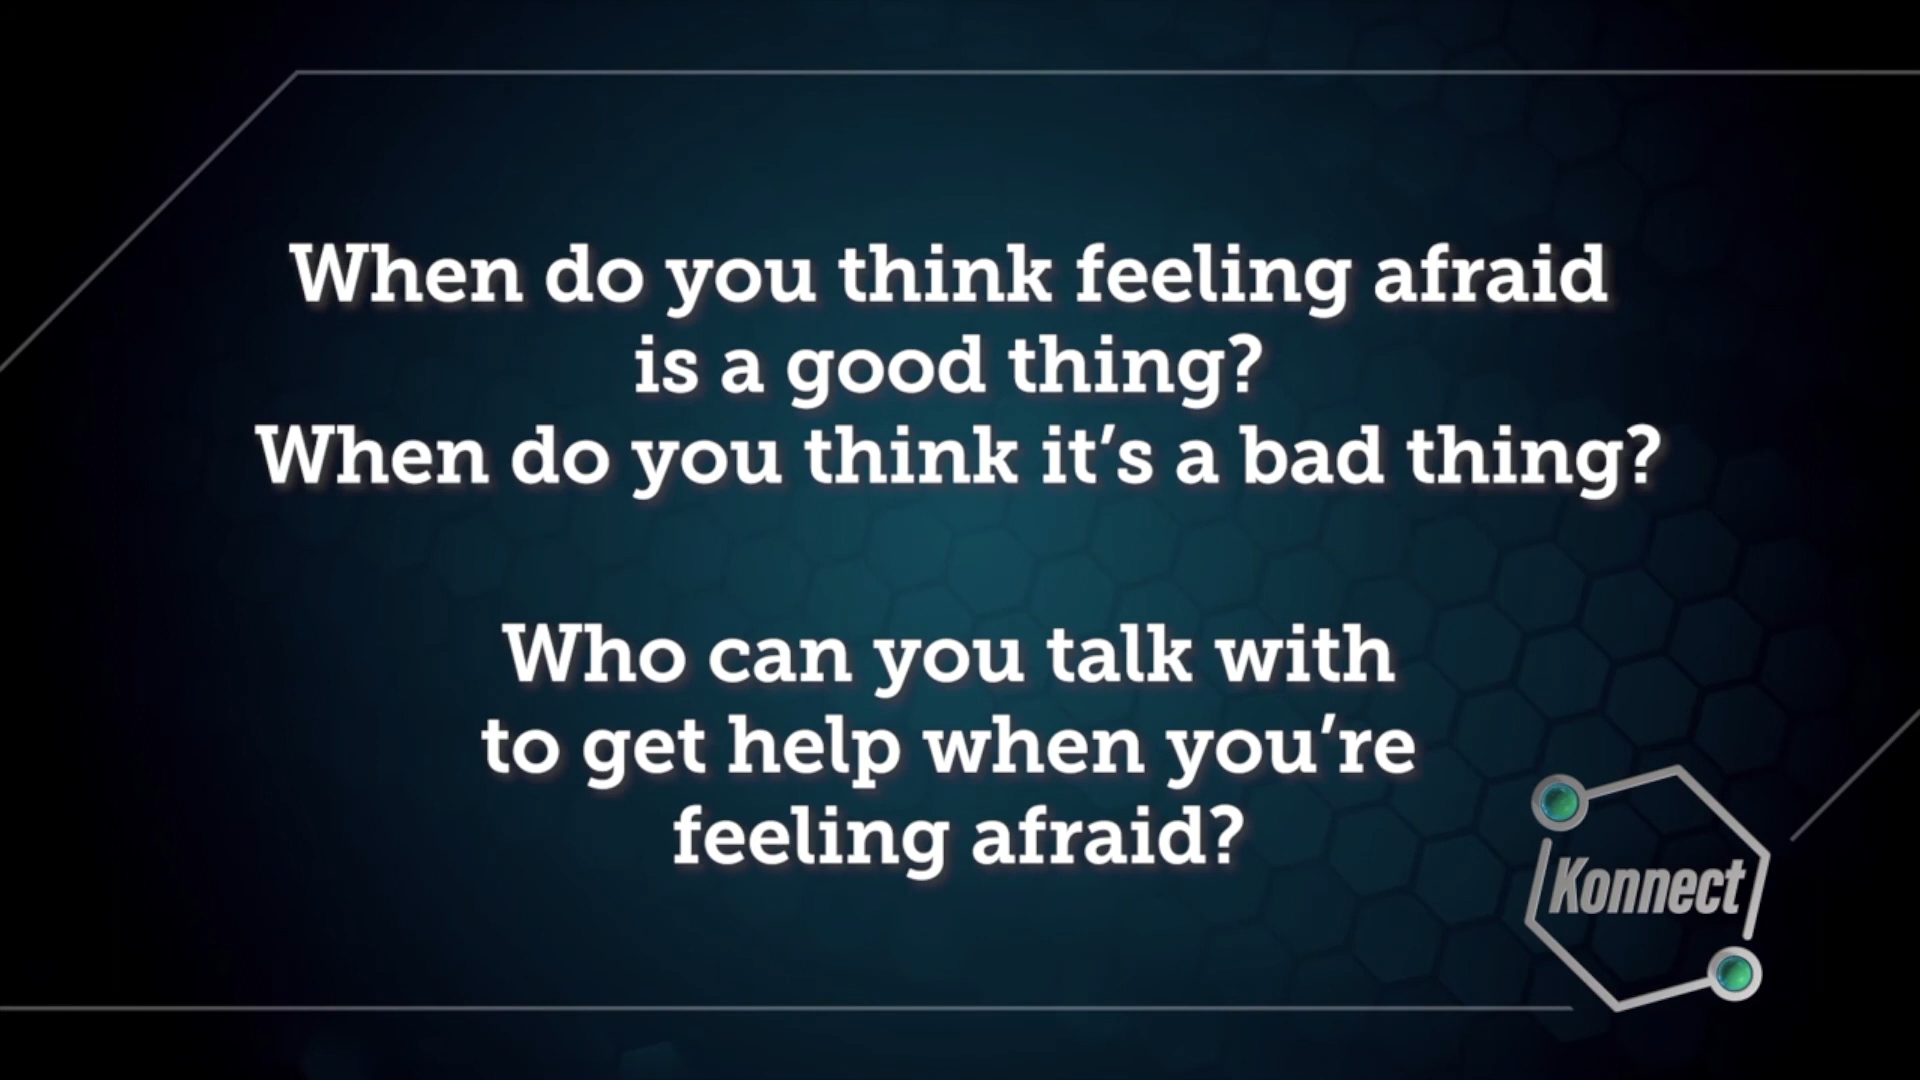 When do you think feeling afraid
is a good thing?
When do you think it’s a bad thing?
Who can you talk with
to get help when you’re
feeling afraid?
Konnect